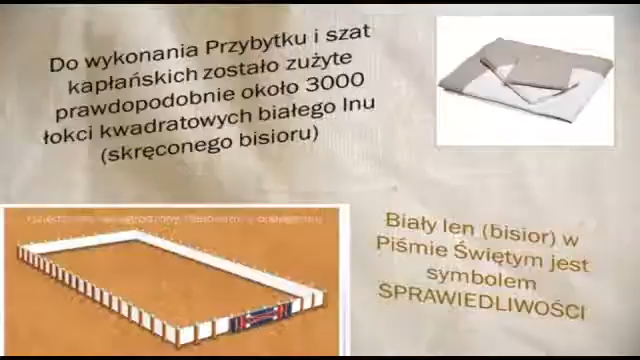 Do wykonania Przybytku i szat
kapłańskich zostało zużyte
prawdopodobnie około 3000
łokci kwadratowych białego lnu
(skręconego bisioru)
Biały len (bisior) w
Piśmie Świętym jest
symbolem
SPRAWIEDLIWOŚCI